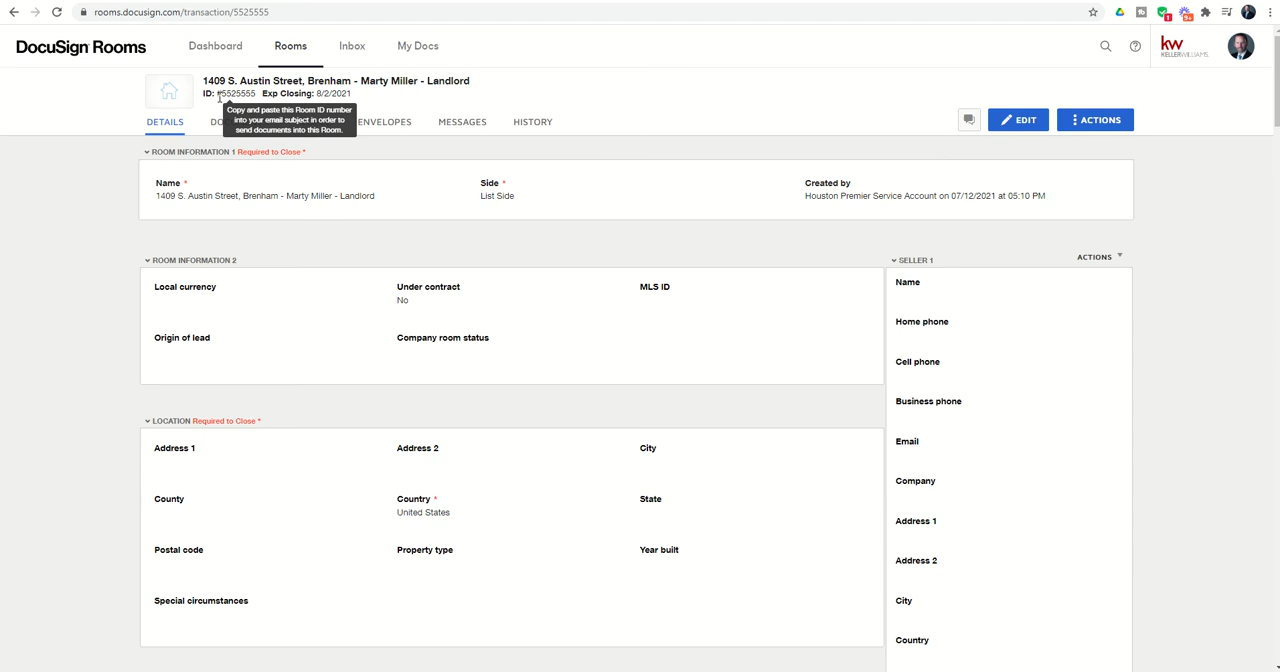 rooms.docusign.com/transaction/5525555
1
9+
DocuSign Rooms
Dashboard
Rooms
Inbox
My Docs
kw
KELLERWILLIAMS.
1409 S. Austin Street, Brenham - Marty Miller - Landlord
ID: #5525555 Exp Closing: 8/2/2021
Copy and paste this Room ID number
into your email subject in order to
send documents into this Room.
DETAILS
ENVELOPES
MESSAGES
HISTORY
EDIT
ACTIONS
ROOM INFORMATION 1 Required to Close *
Name *
1409 S. Austin Street, Brenham - Marty Miller - Landlord
Side *
List Side
Created by
Houston Premier Service Account on 07/12/2021 at 05:10 PM
ROOM INFORMATION 2
Local currency
Under contract
No
MLS ID
Origin of lead
Company room status
LOCATION Required to Close *
Address 1
Address 2
City
County
Country *
United States
State
Postal code
Property type
Year built
Special circumstances
SELLER 1
ACTIONS
Name
Home phone
Cell phone
Business phone
Email
Company
Address 1
Address 2
City
Country